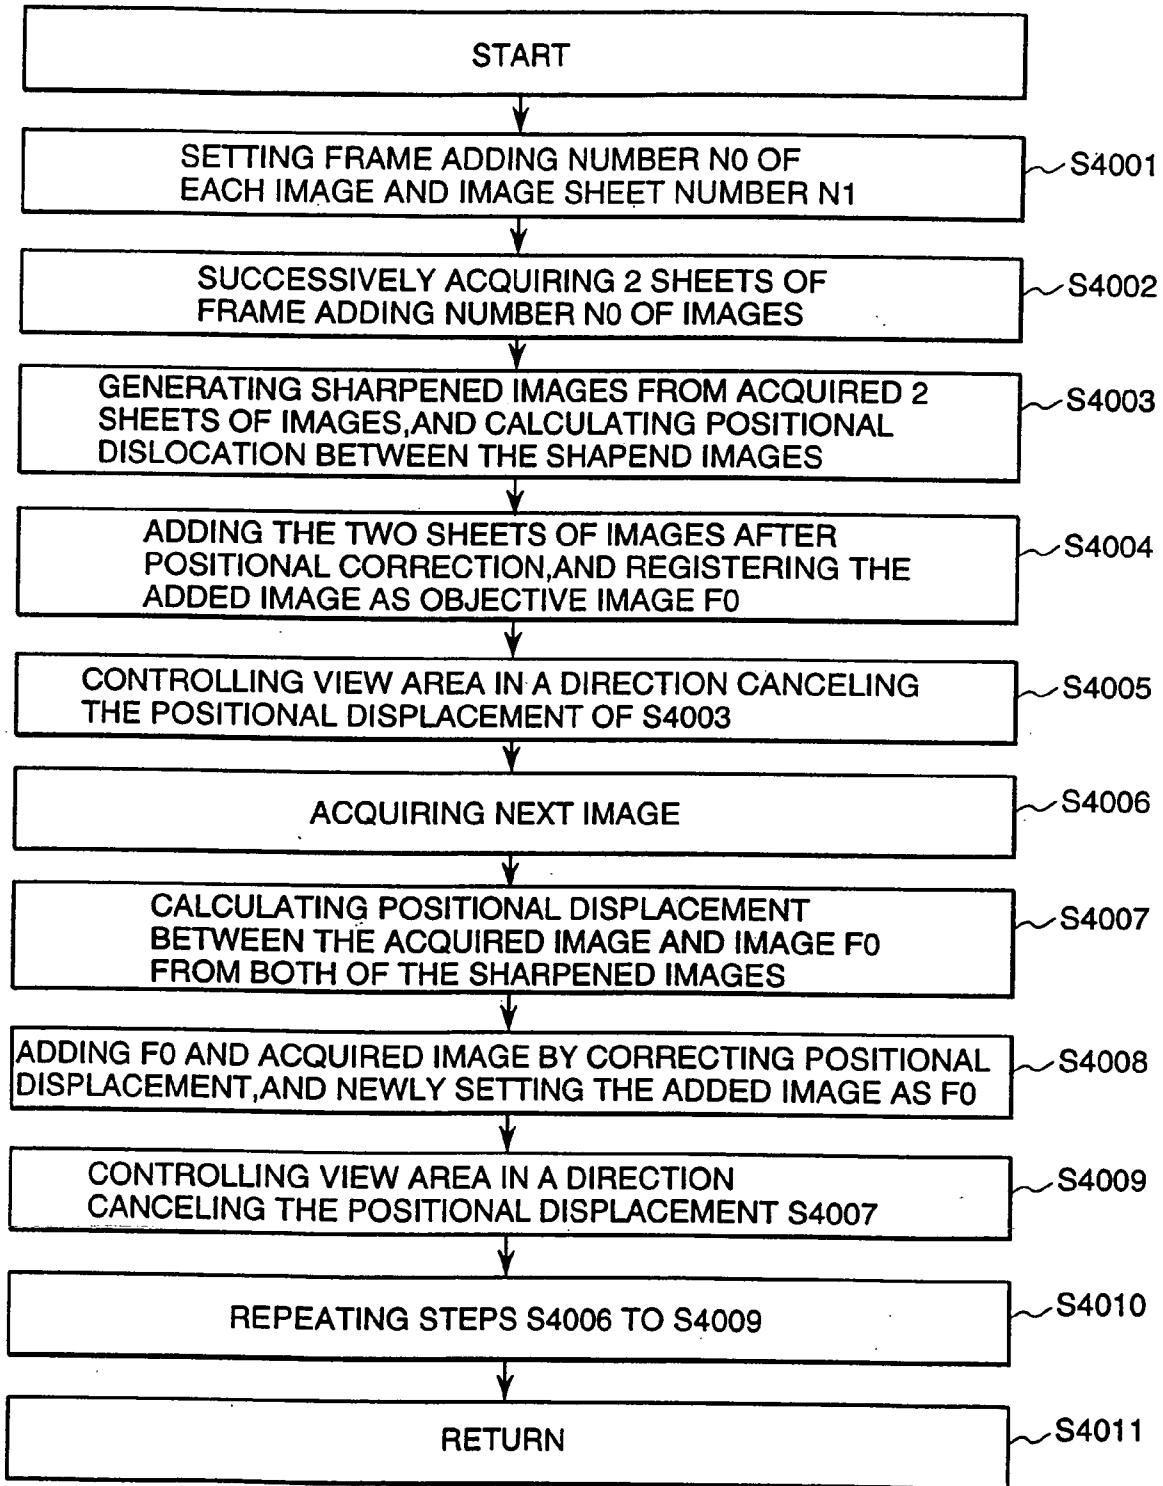 START
SETTING FRAME ADDING NUMBER N0 OF
EACH IMAGE AND IMAGE SHEET NUMBER N1
S4001
SUCCESSIVELY ACQUIRING 2 SHEETS OF
FRAME ADDING NUMBER N0 OF IMAGES
S4002
GENERATING SHARPENED IMAGES FROM ACQUIRED 2
SHEETS OF IMAGES,AND CALCULATING POSITIONAL
DISLOCATION BETWEEN THE SHAPEND IMAGES
S4003
ADDING THE TWO SHEETS OF IMAGES AFTER
POSITIONAL CORRECTION,AND REGISTERING THE
ADDED IMAGE AS OBJECTIVE IMAGE F0
S4004
CONTROLLING VIEW AREA IN A DIRECTION CANCELING
THE POSITIONAL DISPLACEMENT OF S4003
S4005
ACQUIRING NEXT IMAGE
S4006
CALCULATING POSITIONAL DISPLACEMENT
BETWEEN THE ACQUIRED IMAGE AND IMAGE F0
FROM BOTH OF THE SHARPENED IMAGES
S4007
ADDING F0 AND ACQUIRED IMAGE BY CORRECTING POSITIONAL
DISPLACEMENT,AND NEWLY SETTING THE ADDED IMAGE AS F0
S4008
CONTROLLING VIEW AREA IN A DIRECTION
CANCELING THE POSITIONAL DISPLACEMENT S4007
S4009
REPEATING STEPS S4006 TO S4009
S4010
RETURN
S4011